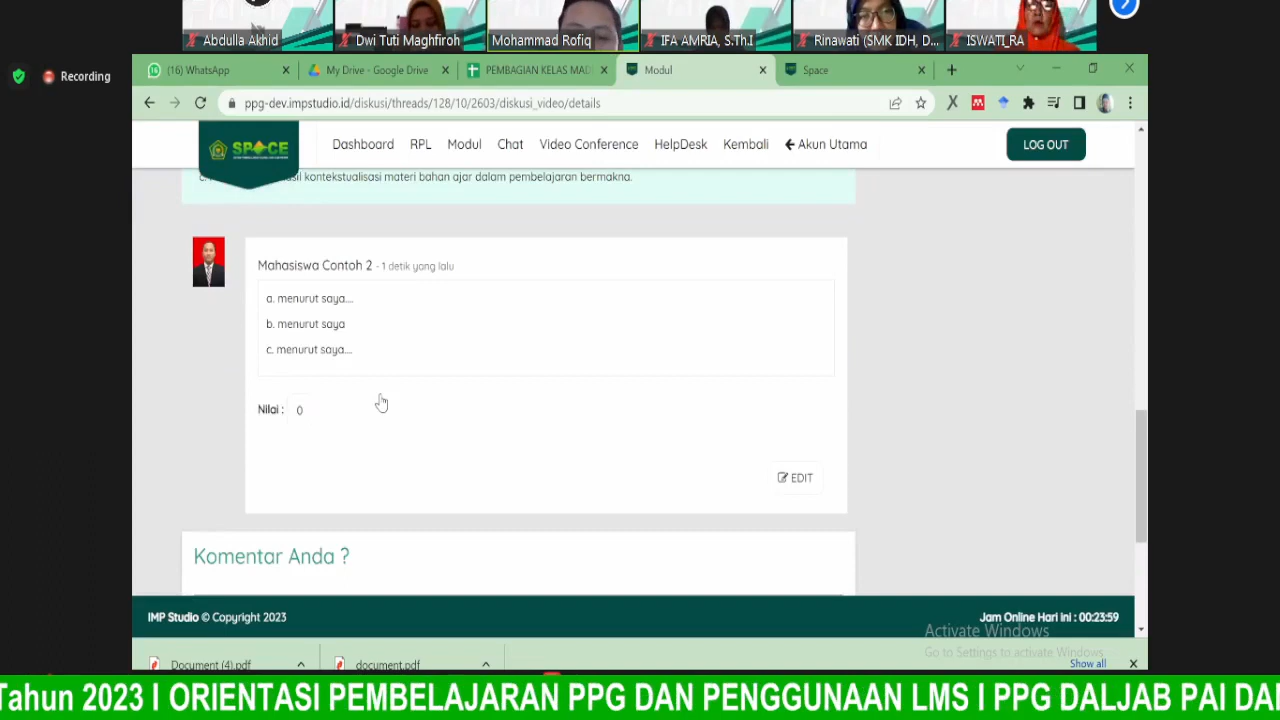 Abdulla Akhid
Dwi Tuti Maghfiroh
Mohammad Rofiq
IFA AMRIA, S.Th.I
Rinawati (SMK IDH, D...
ISWATI_RA
Recording
(16) WhatsApp
My Drive - Google Drive
PEMBAGIAN KELAS MAD
Modul
Space
ppg-dev.impstudio.id/diskusi/threads/128/10/2603/diskusi_video/details
SPACE
Dashboard
RPL
Modul
Chat
Video Conference
HelpDesk
Kembali
Akun Utama
LOG OUT
kontekstualisasi materi bahan ajar dalam pembelajaran bermakna.
Mahasiswa Contoh 2 - 1 detik yang lalu
a. menurut saya....
b. menurut saya
c. menurut saya....
Nilai : 0
EDIT
Komentar Anda ?
IMP Studio © Copyright 2023
Jam Online Hari ini : 00:23:59
Activate Windows
Go to Settings to activate Windows.
Document (4).pdf
document.pdf
Show all
Tahun 2023 I ORIENTASI PEMBELAJARAN PPG DAN PENGGUNAAN LMS I PPG DALJAB PAI DA